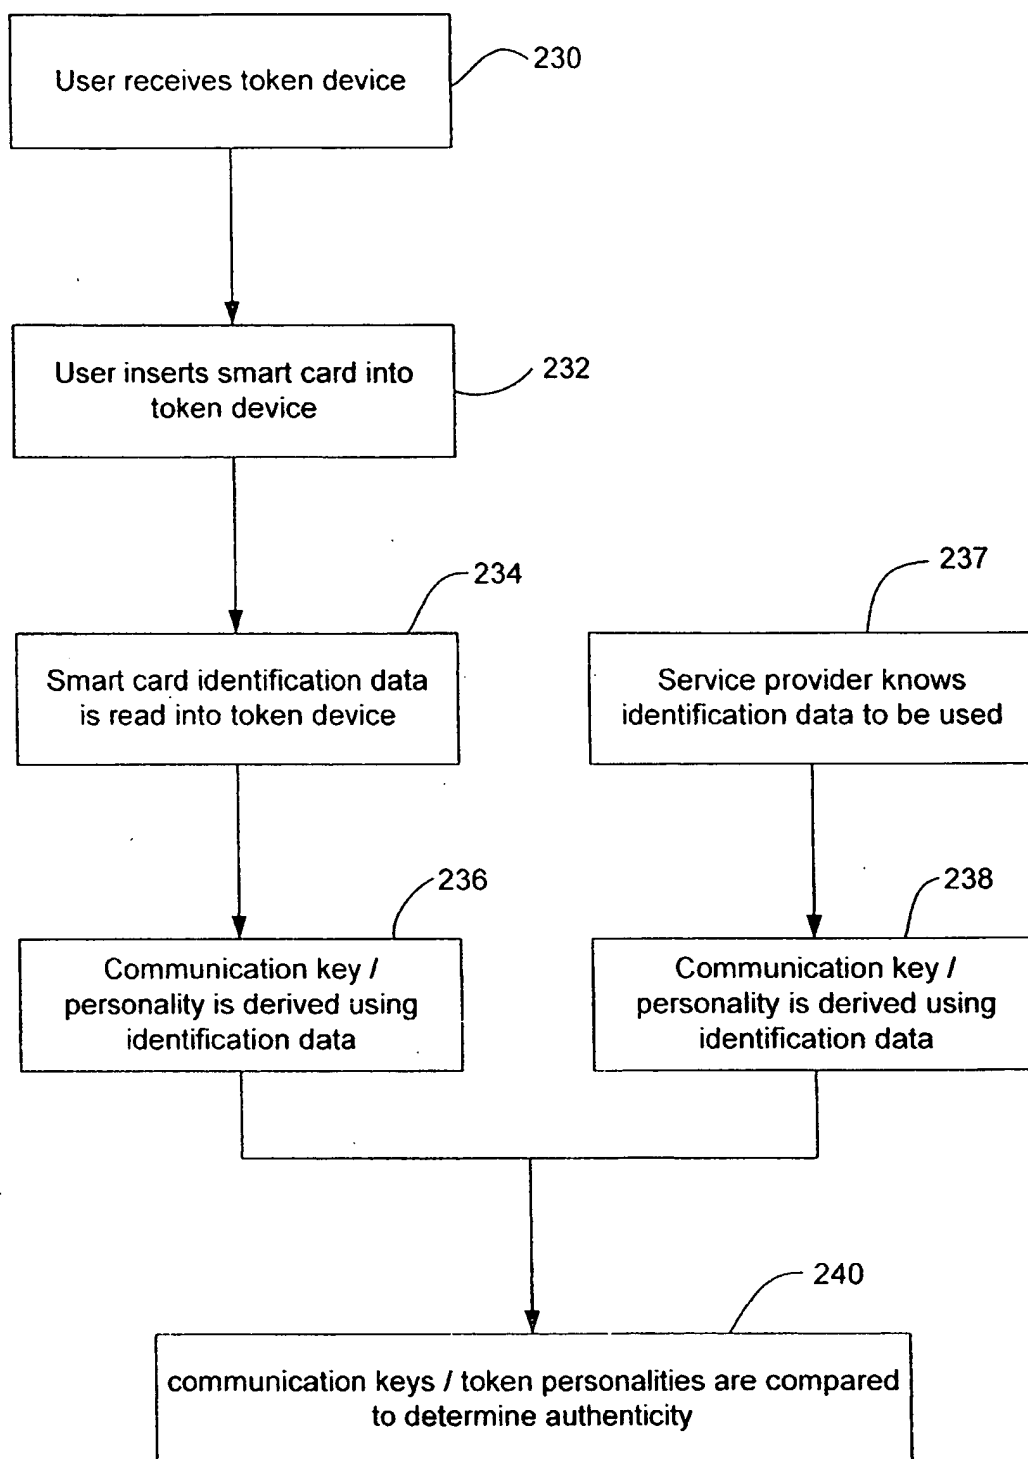 User receives token device
230
User inserts smart card into
token device
232
Smart card identification data
is read into token device
234
Service provider knows
identification data to be used
237
Communication key /
personality is derived using
identification data
236
Communication key /
personality is derived using
identification data
238
communication keys / token personalities are compared
to determine authenticity
240